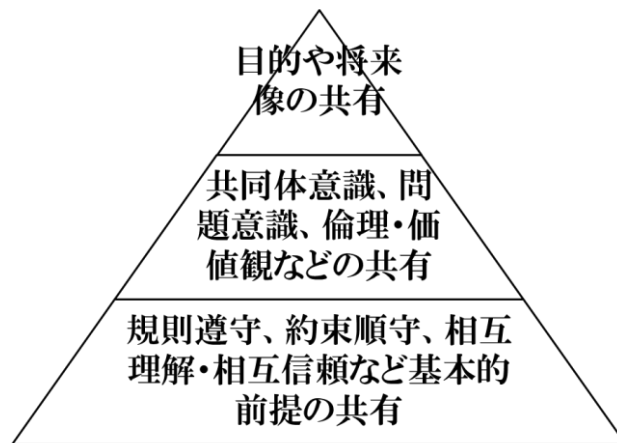 目的や将来
像の共有
共同体意識、問
題意識、倫理・価
値観などの共有
規則遵守、約束順守、相互
理解・相互信頼など基本的
前提の共有